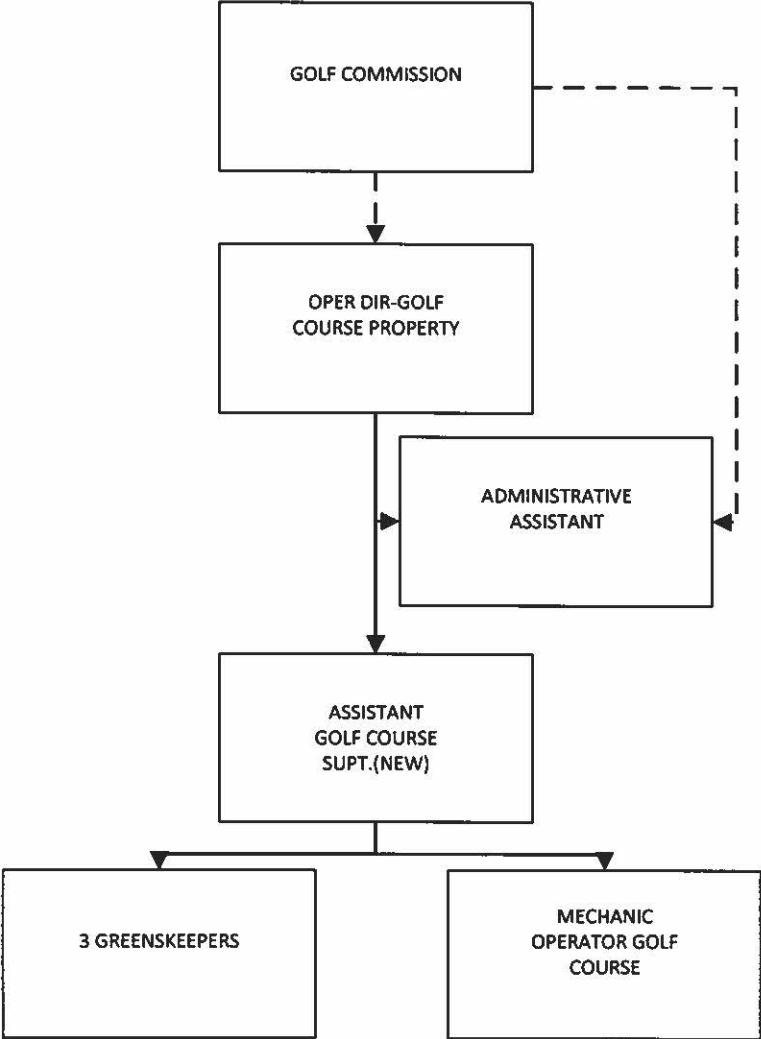 GOLF COMMISSION
OPER DIR-GOLF
COURSE PROPERTY
ADMINISTRATIVE
ASSISTANT
ASSISTANT
GOLF COURSE
SUPT.(NEW)
3 GREENSKEEPERS
MECHANIC
OPERATOR GOLF
COURSE